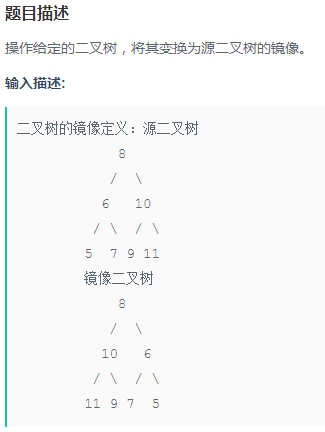 题目描述
操作给定的二叉树，将其变换为源二叉树的镜像。
输入描述:
二叉树的镜像定义：源二叉树
8
/ \
6 10
/ \ / \
5 7 9 11
镜像二叉树
8
/ \
10 6
/ \ / \
11 9 7 5